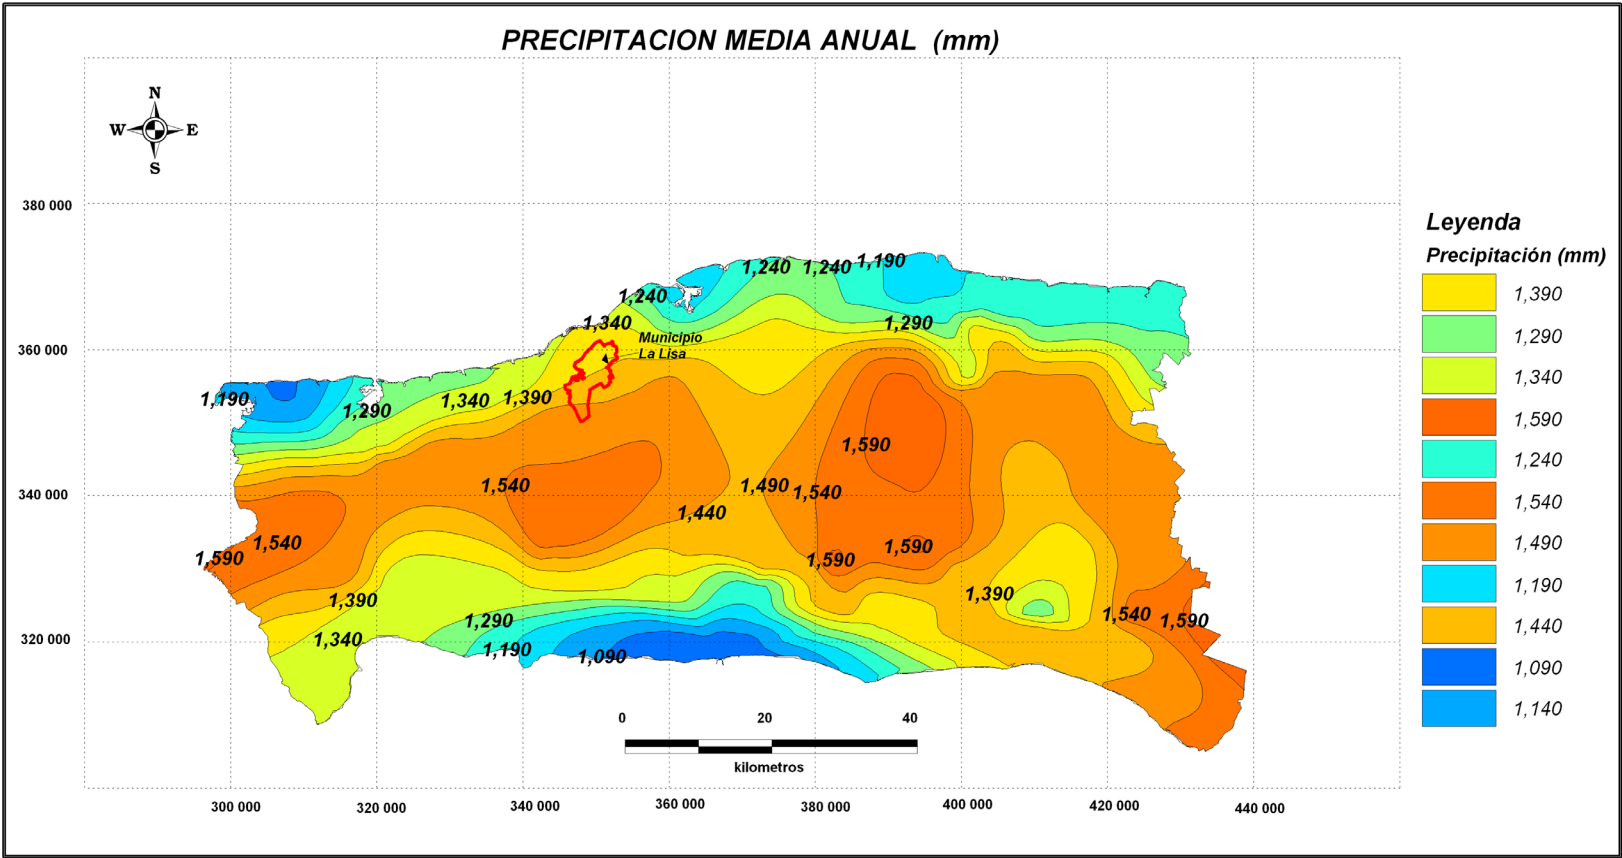 PRECIPITACION MEDIA ANUAL (mm)
N
W E
S
380 000
360 000
340 000
320 000
1,240 1,240 1,190
1,240
1,340 1,290
Municipio
La Lisa
1,190 1,290 1,340 1,390
1,590
1,540 1,490 1,540
1,440
1,540
1,590 1,590 1,590
1,390 1,390
1,290 1,540 1,590
1,340
1,190
1,090
0 20 40
kilometros
300 000 320 000 340 000 360 000 380 000 400 000 420 000 440 000
Leyenda
Precipitación (mm)
1,390
1,290
1,340
1,590
1,240
1,540
1,490
1,190
1,440
1,090
1,140